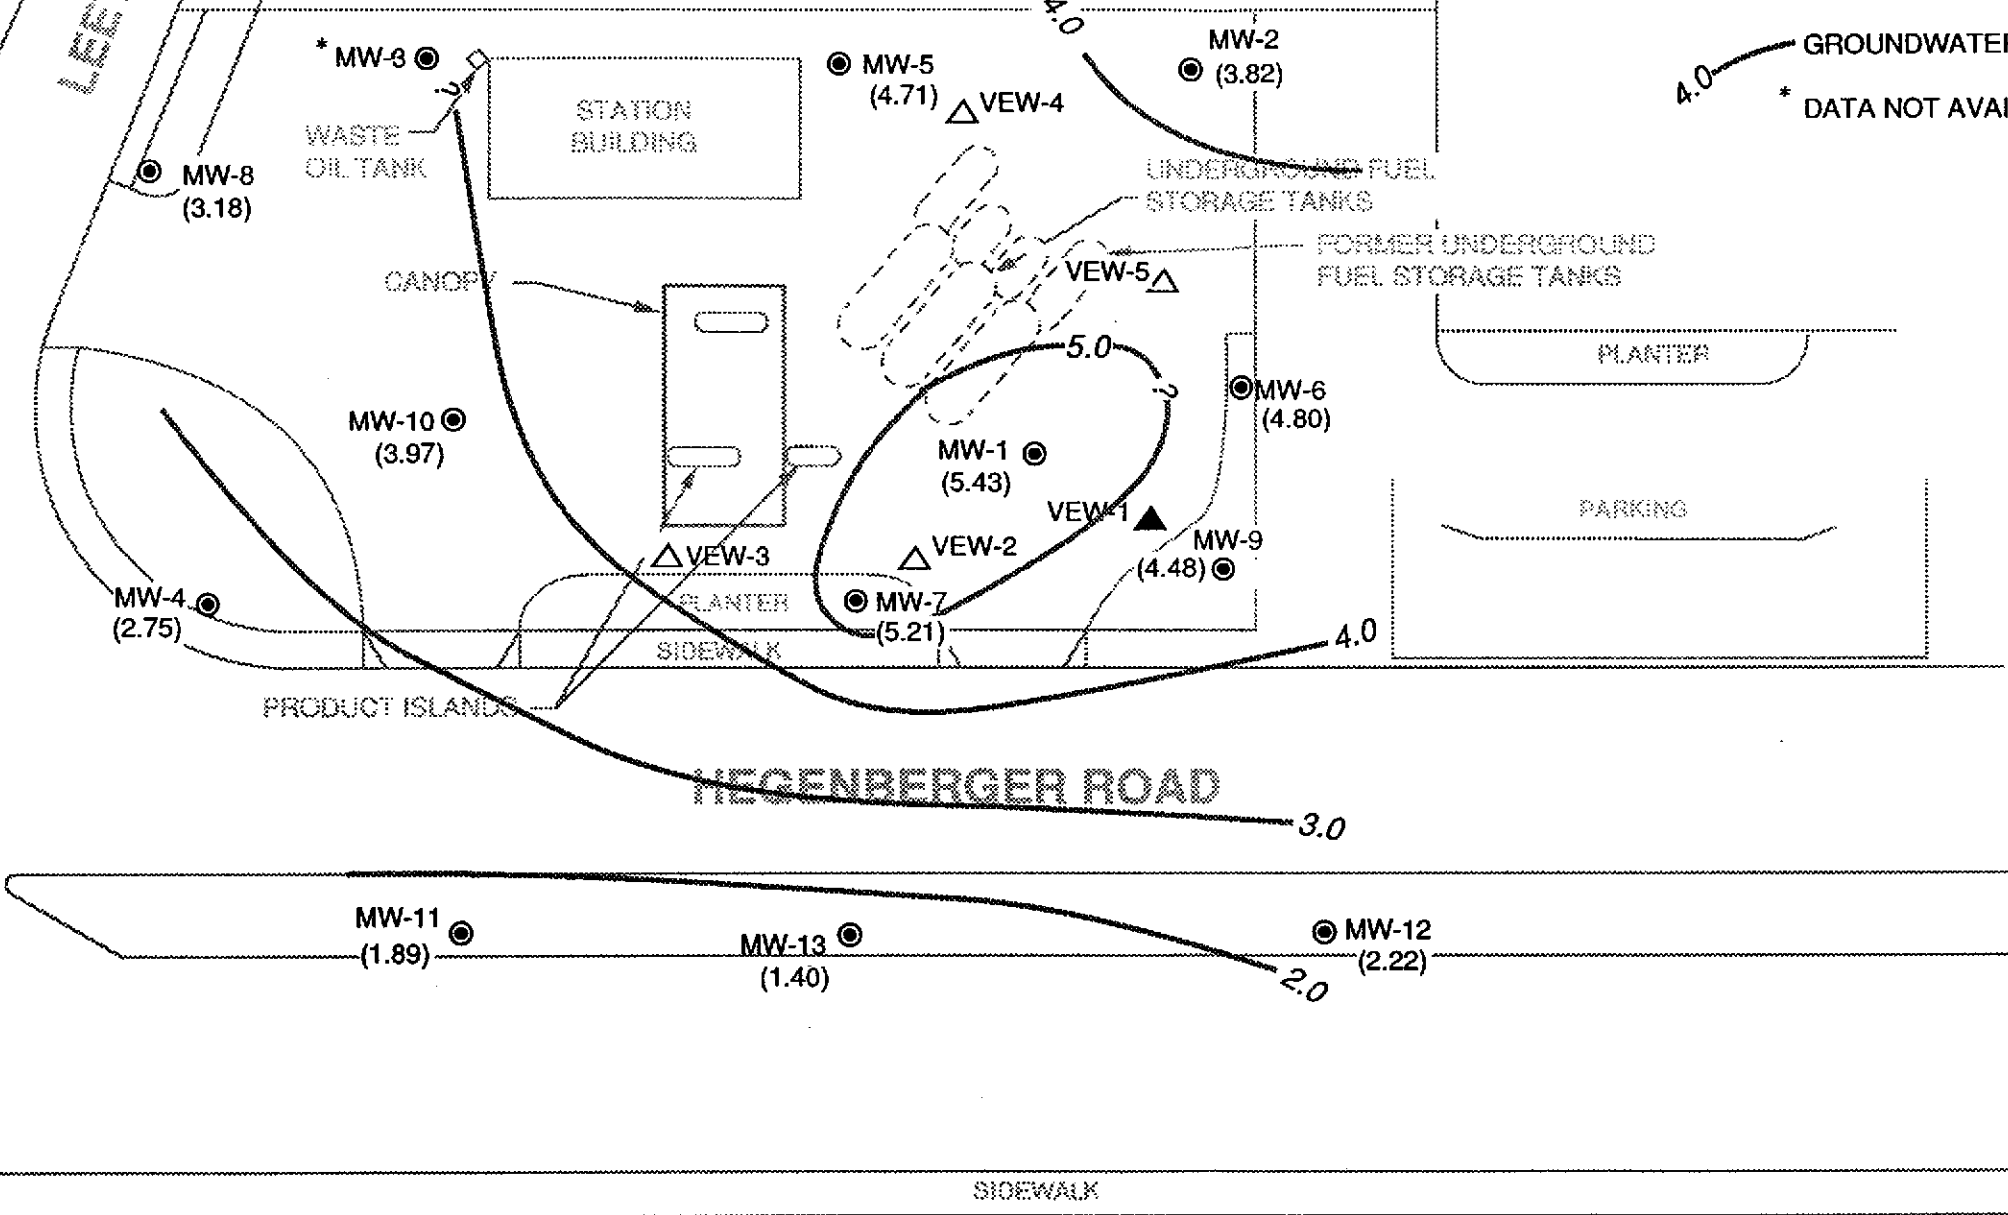 LEE
* MW-3
MW-5
(4.71)
4.0
MW-2
(3.82)
4.0
GROUNDWATER
* DATA NOT AVAI
?
STATION
BUILDING
VEW-4
WASTE
OIL TANK
MW-8
(3.18)
UNDERGROUND FUEL
STORAGE TANKS
FORMER UNDERGROUND
FUEL STORAGE TANKS
CANOPY
VEW-5
5.0
?
PLANTER
MW-6
(4.80)
MW-10
(3.97)
MW-1
(5.43)
VEW-1
PARKING
MW-9
(4.48)
VEW-2
VEW-3
MW-4
(2.75)
PLANTER
MW-7
(5.21)
4.0
SIDEWALK
PRODUCT ISLANDS
HEGENBERGER ROAD
3.0
MW-11
(1.89)
MW-13
(1.40)
MW-12
(2.22)
2.0
SIDEWALK